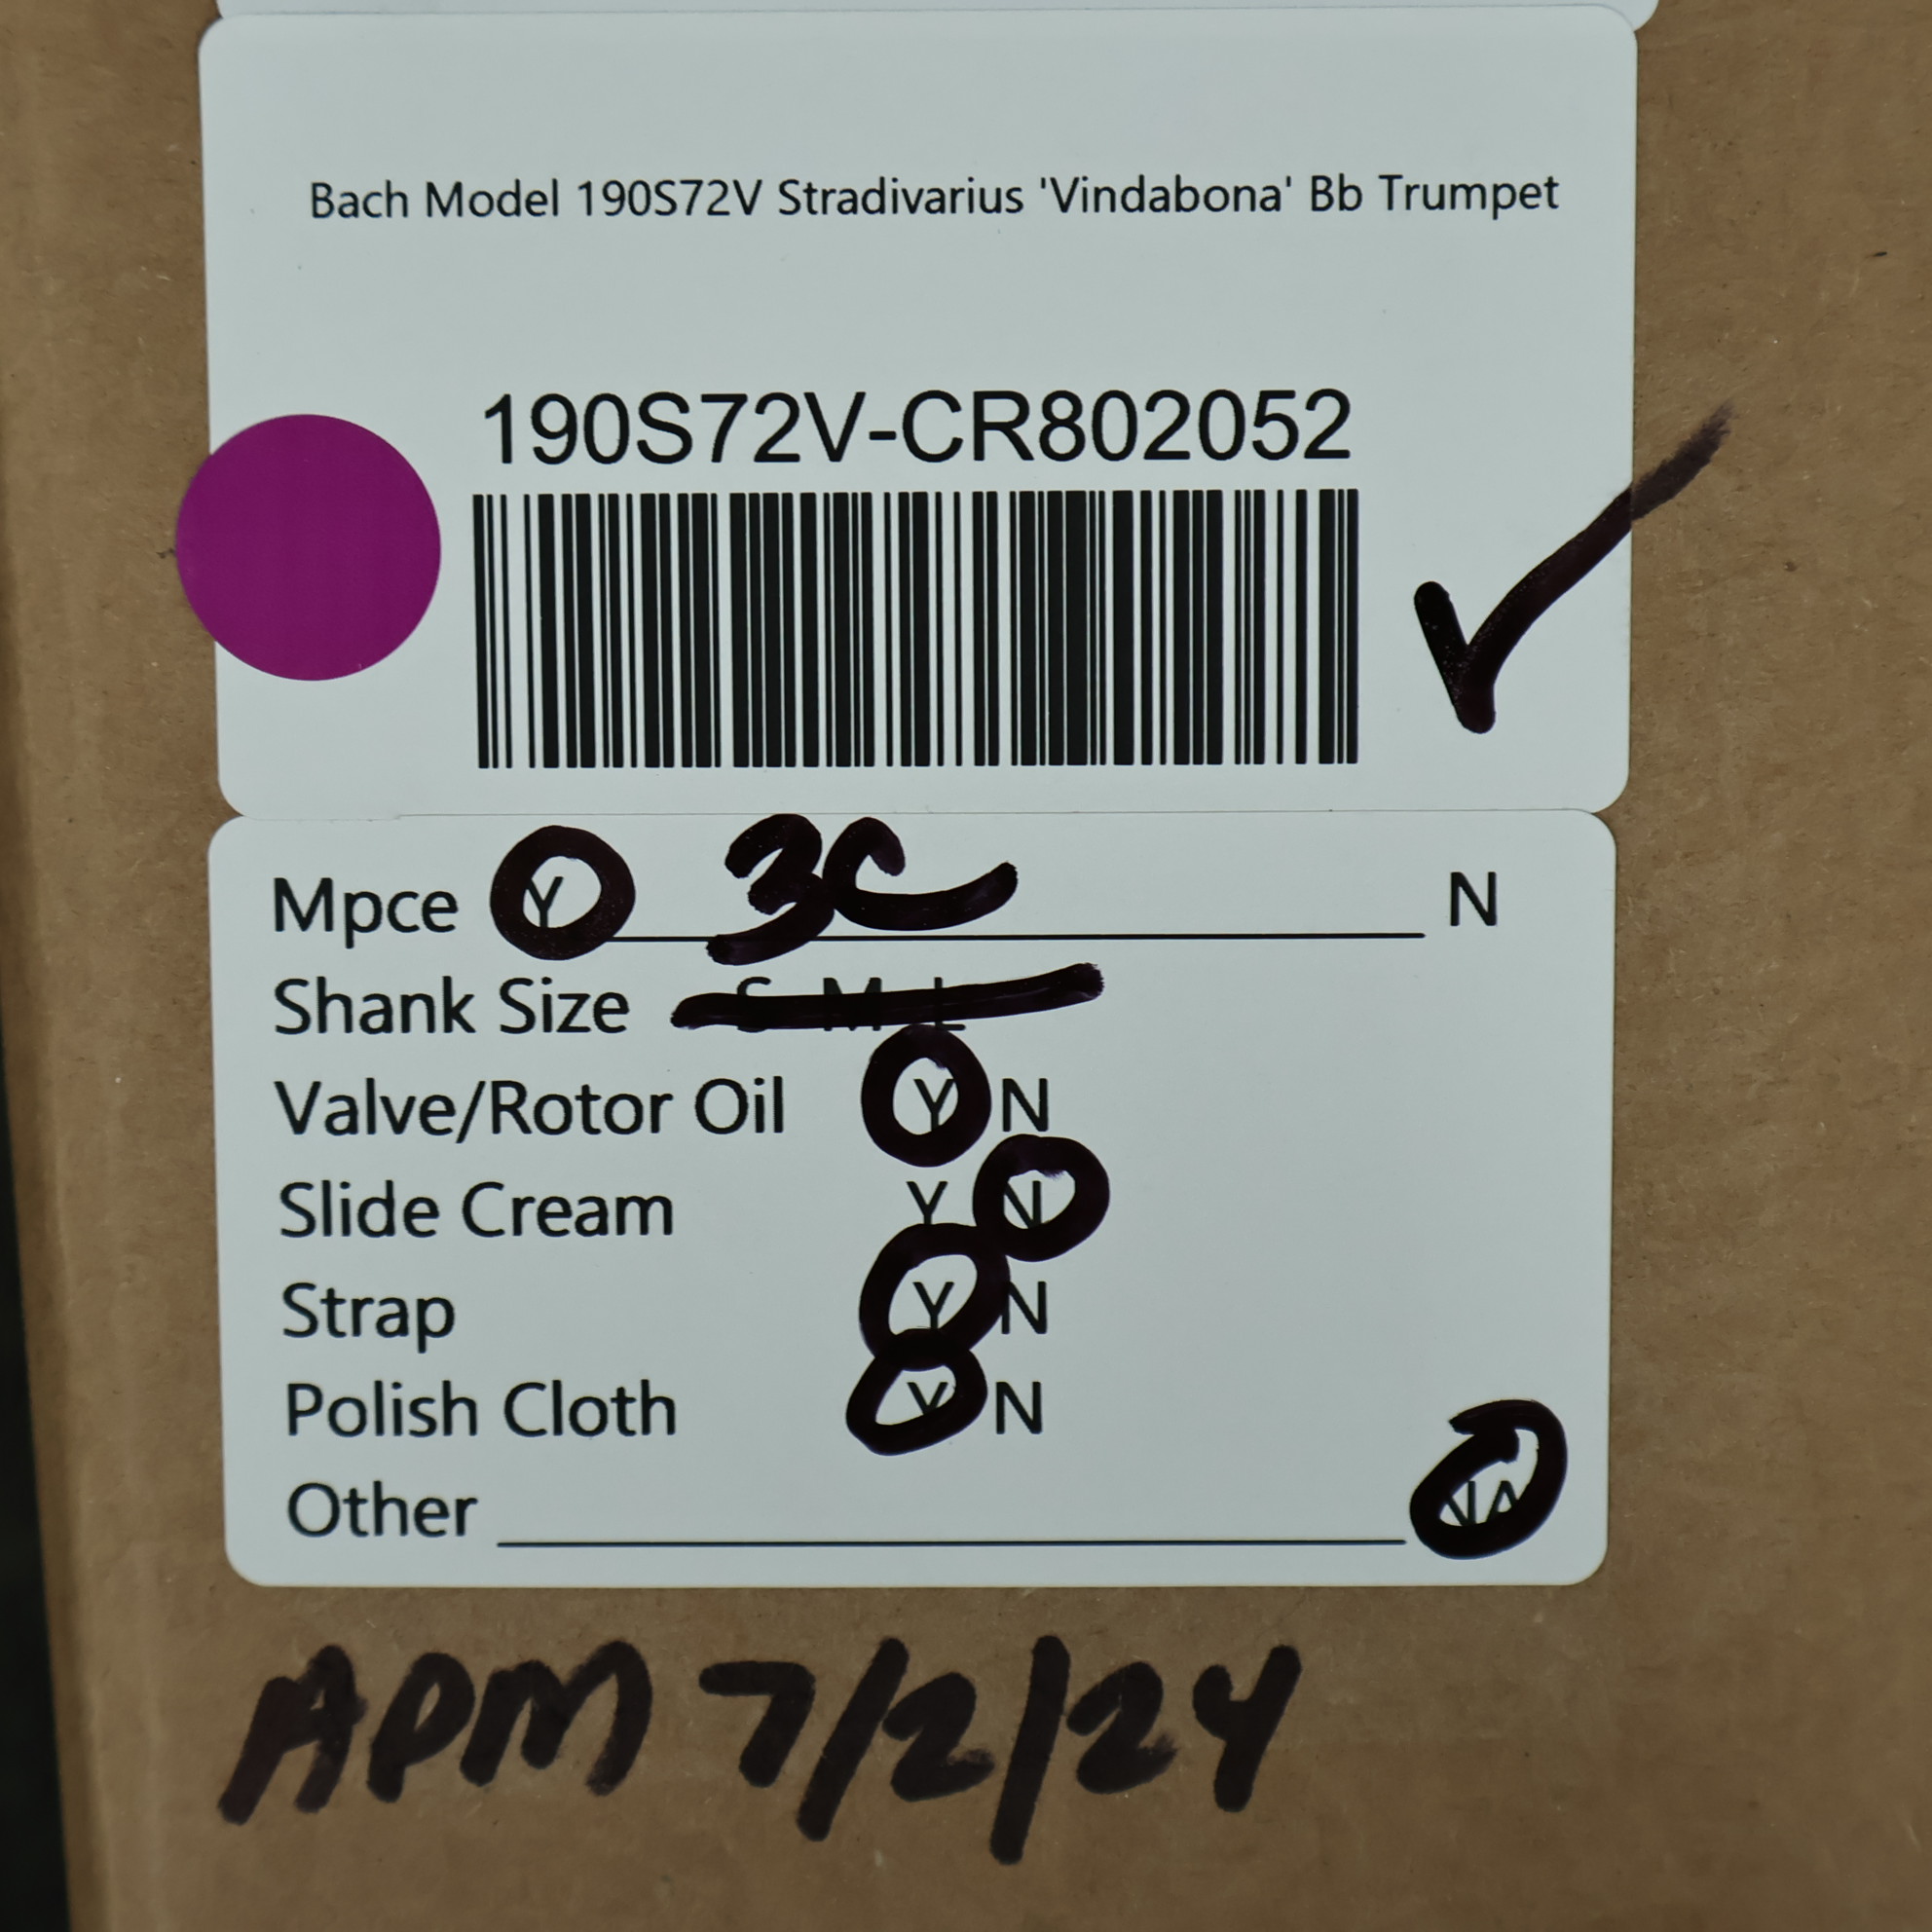 Bach Model 190S72V Stradivarius 'Vindabona' Bb Trumpet
190S72V-CR802052
Mpce Y 3C N
Shank Size S M L
Valve/Rotor Oil Y N
Slide Cream Y N
Strap Y N
Polish Cloth Y N
Other NA
APM 7/2/24